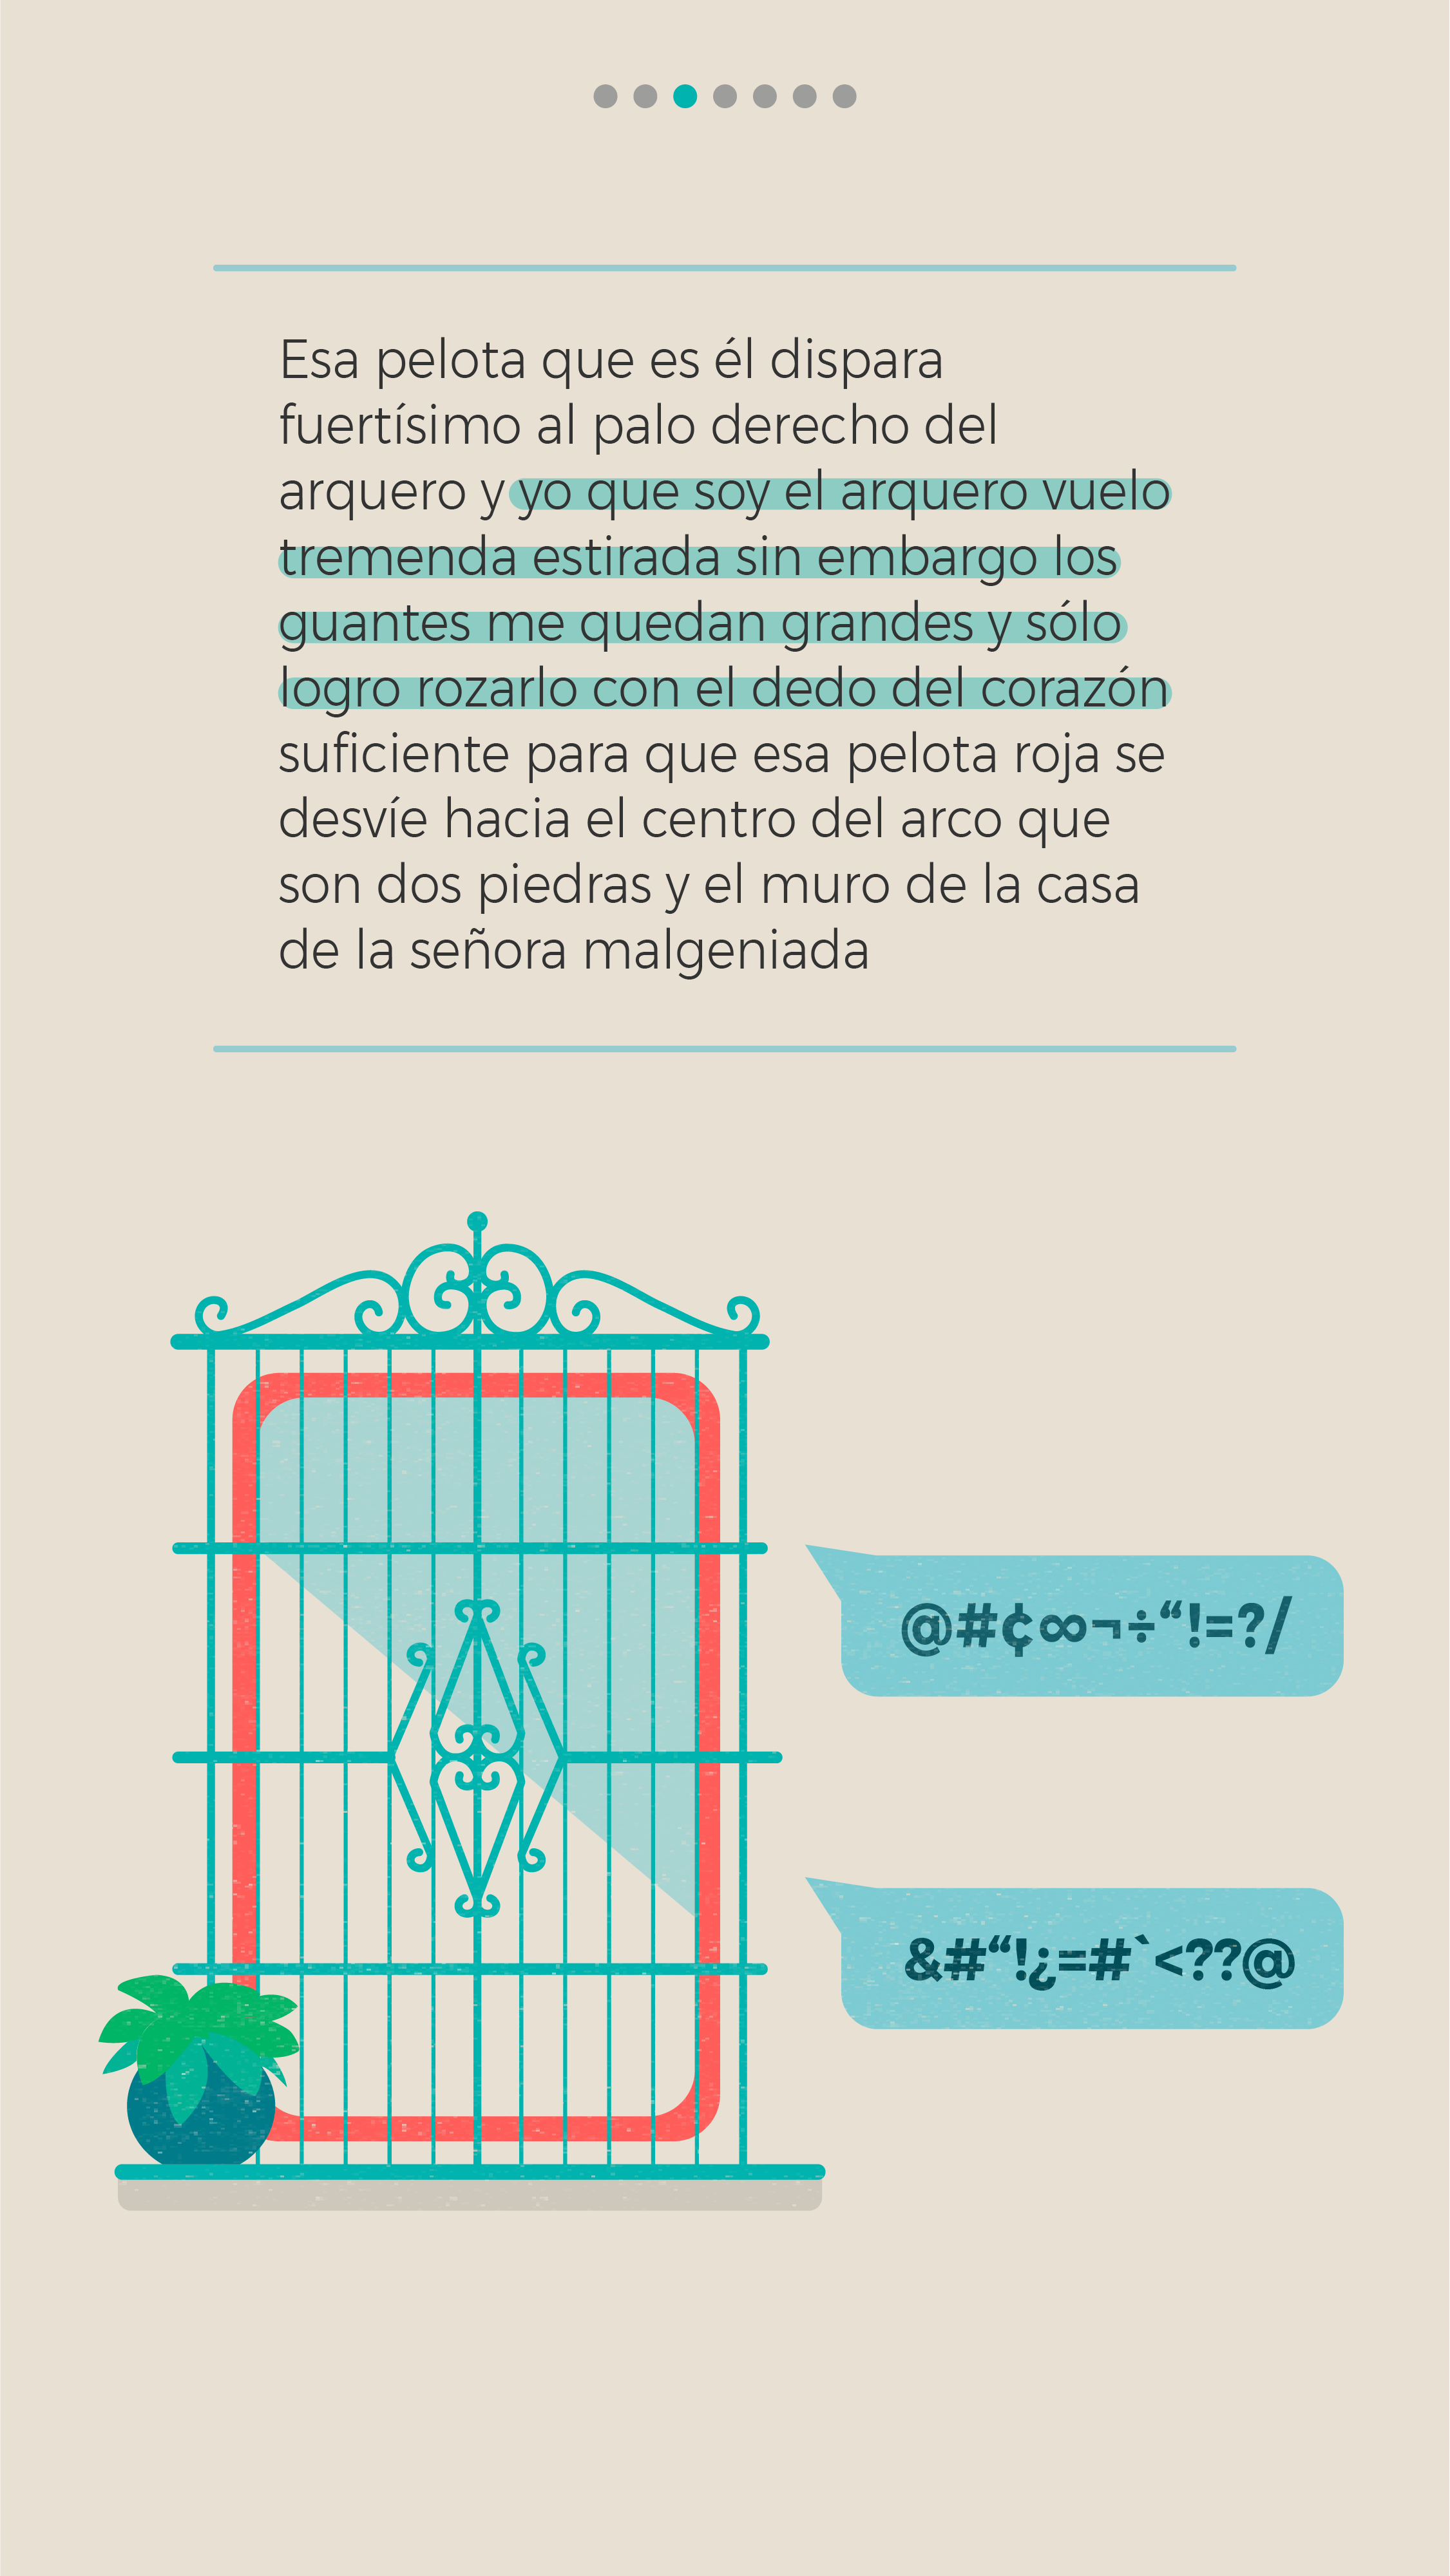 Esa pelota que es él dispara
fuertísimo al palo derecho del
arquero y yo que soy el arquero vuelo
tremenda estirada sin embargo los
guantes me quedan grandes y sólo
logro rozarlo con el dedo del corazón
suficiente para que esa pelota roja se
desvíe hacia el centro del arco que
son dos piedras y el muro de la casa
de la señora malgeniada
@#¢∞¬÷“!=?/
&#“!¿=#`<??@